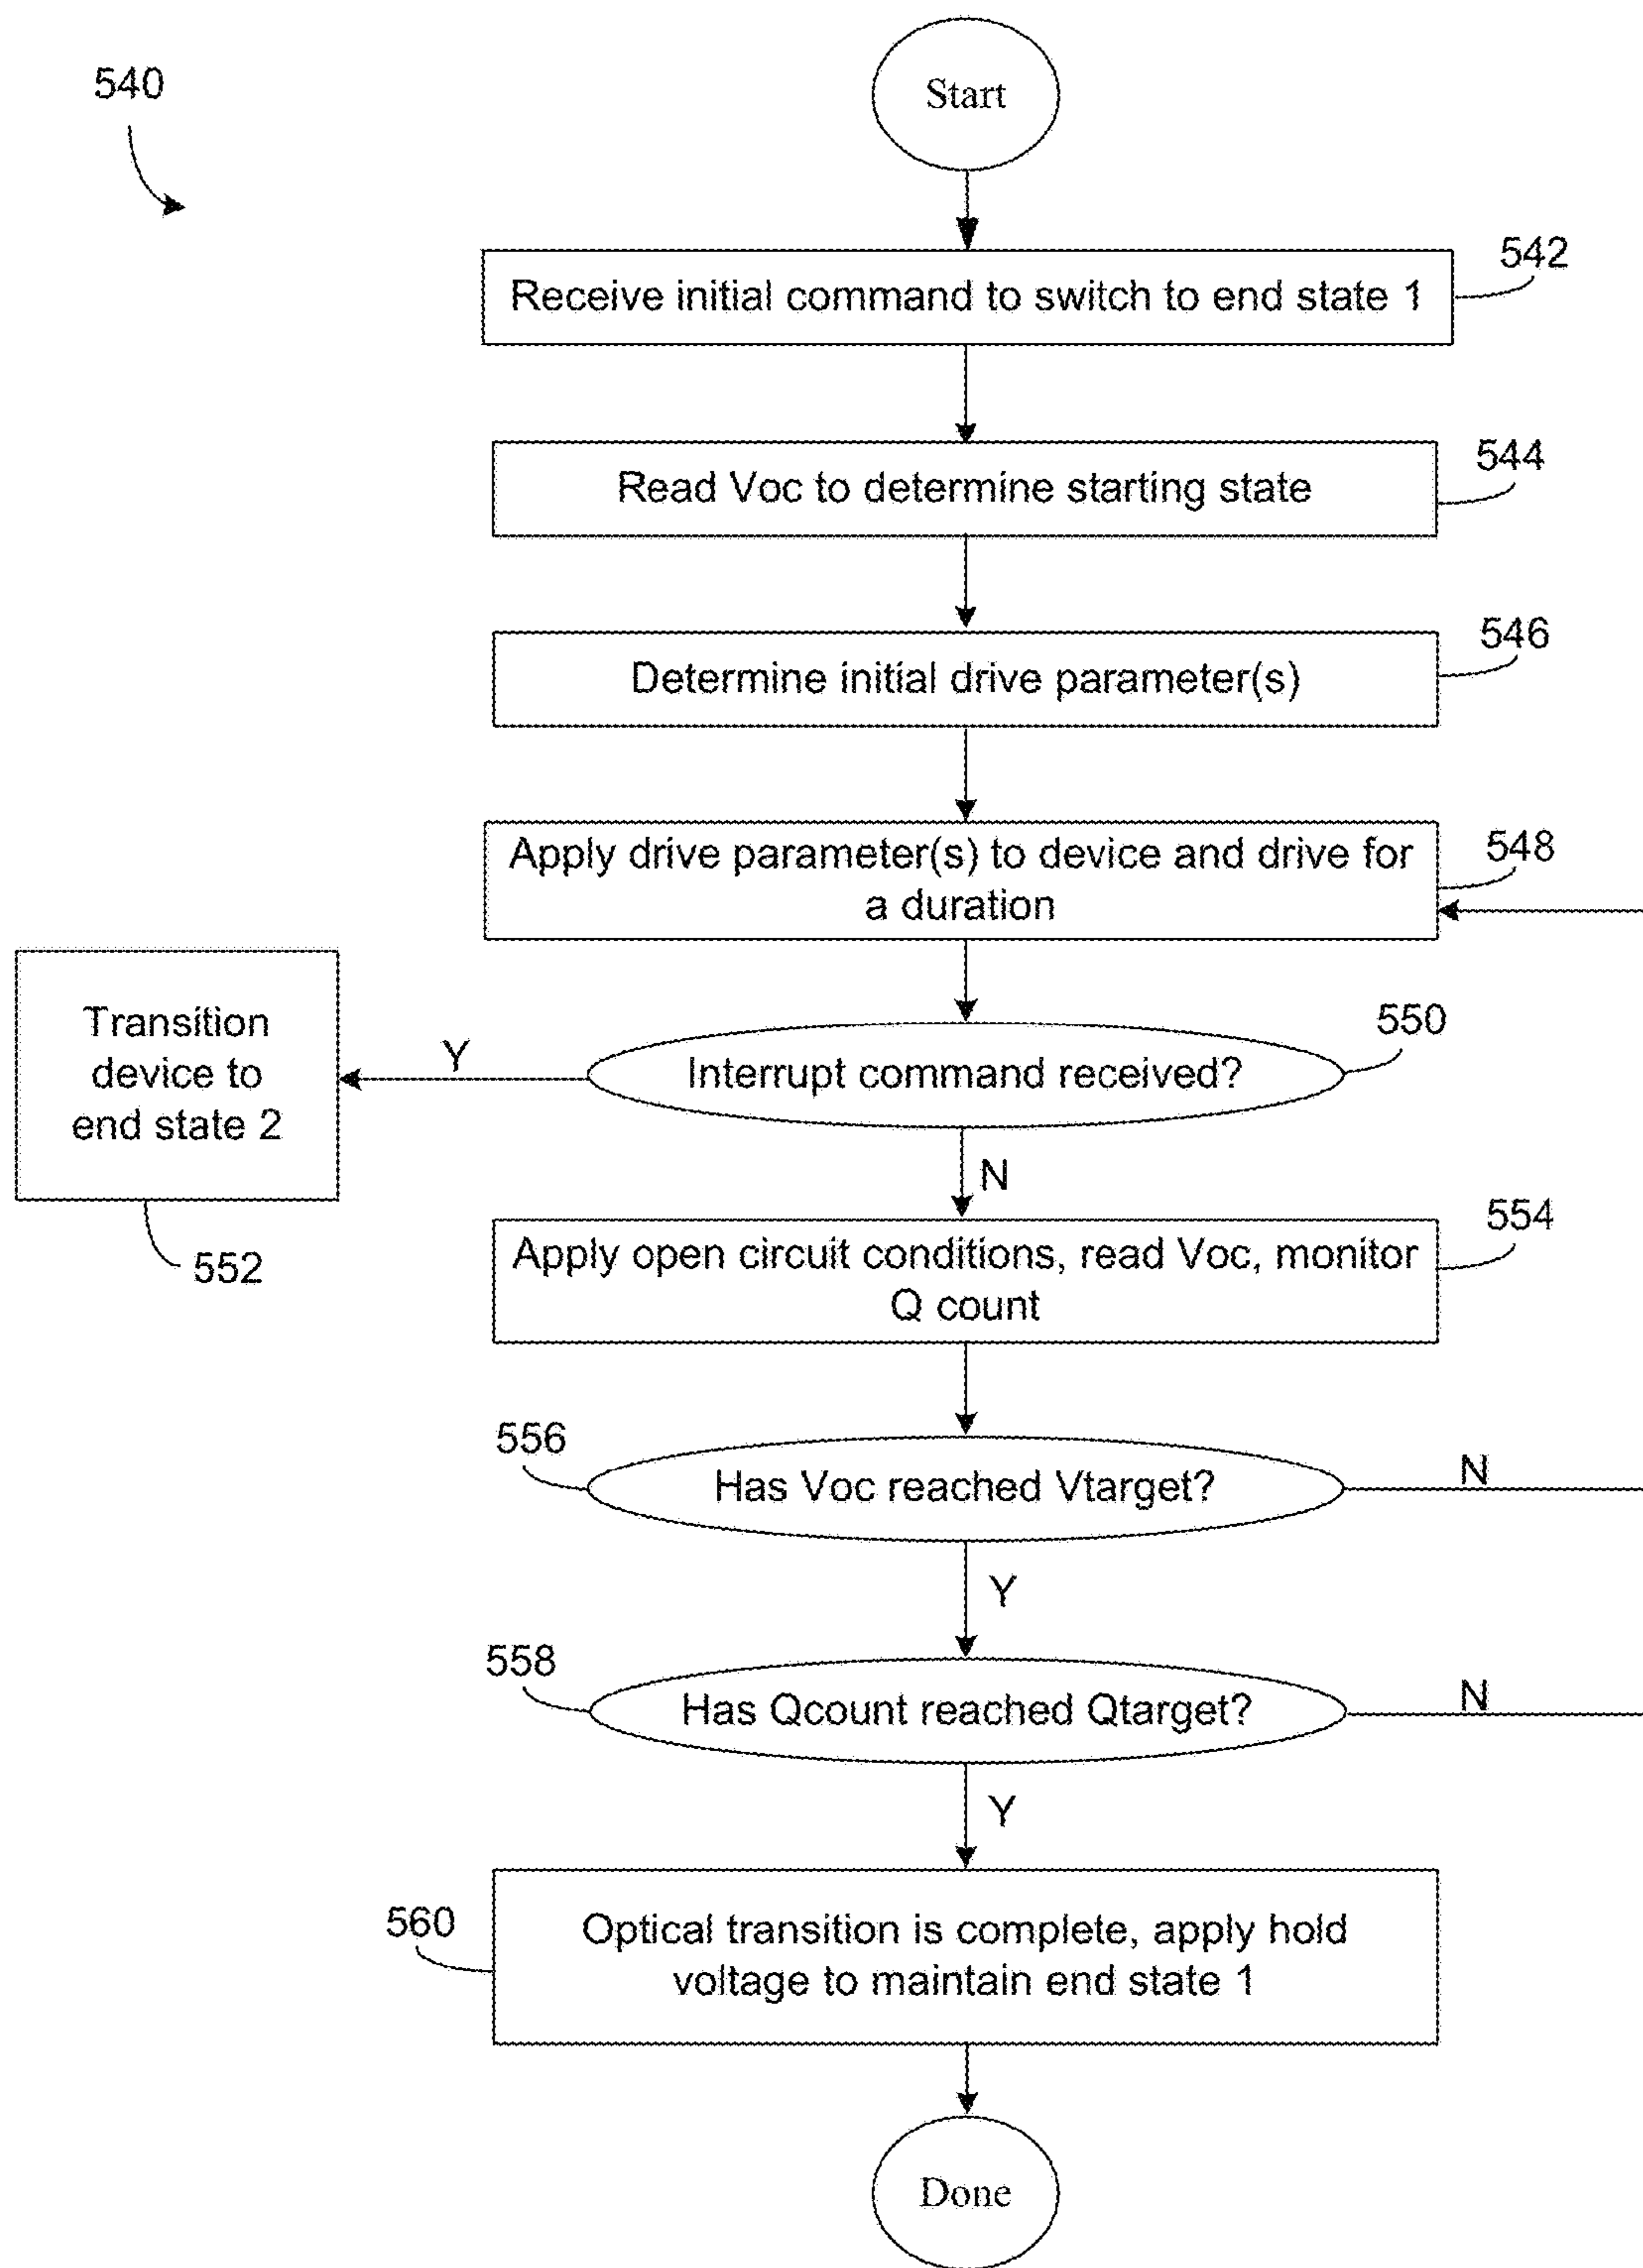 540
Start
542
Receive initial command to switch to end state 1
544
Read Voc to determine starting state
546
Determine initial drive parameter(s)
548
Apply drive parameter(s) to device and drive for
a duration
Transition
device to
end state 2
552
Y
550
Interrupt command received?
N
554
Apply open circuit conditions, read Voc, monitor
Q count
556
Has Voc reached Vtarget?
N
Y
558
Has Qcount reached Qtarget?
N
Y
560
Optical transition is complete, apply hold
voltage to maintain end state 1
Done